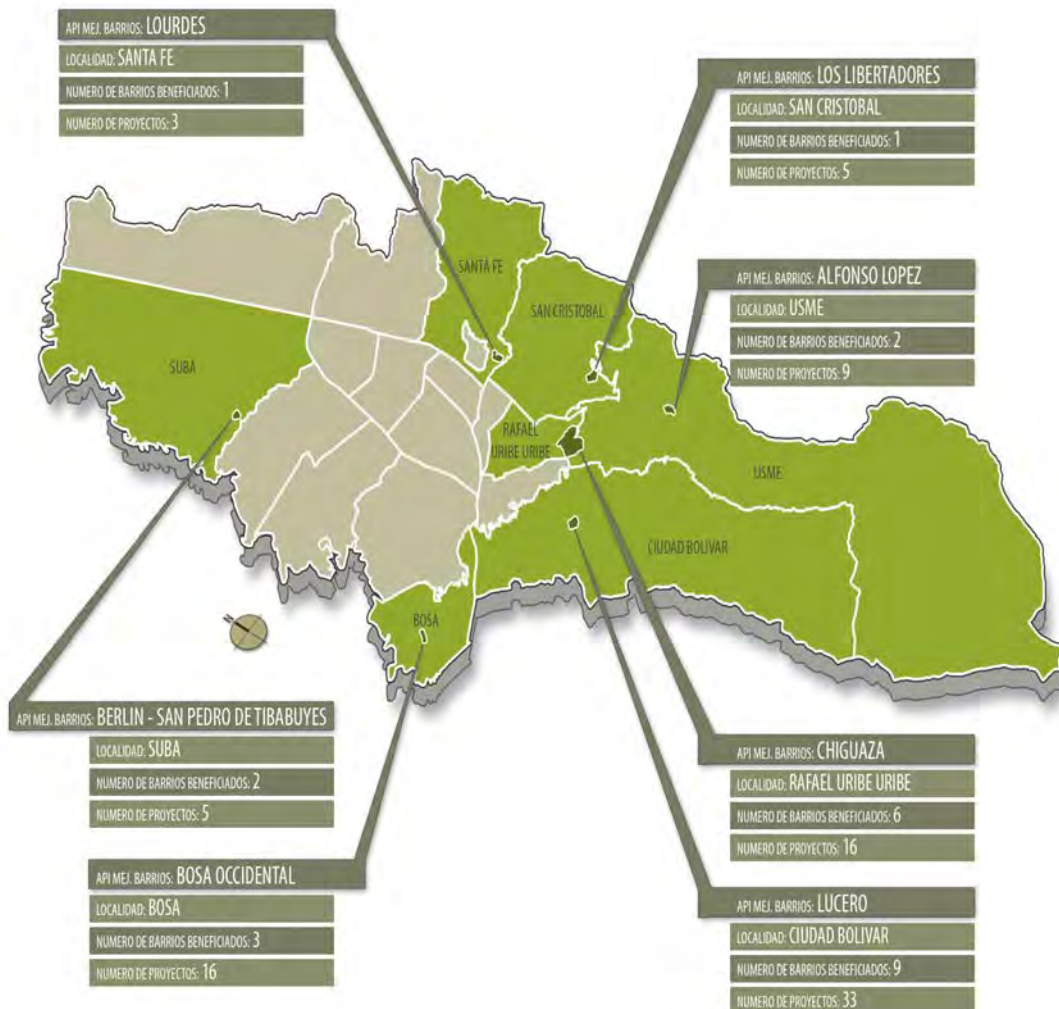 API MEJ. BARRIOS: LOURDES
LOCALIDAD: SANTA FE
NUMERO DE BARRIOS BENEFICIADOS: 1
NUMERO DE PROYECTOS: 3
API MEJ. BARRIOS: LOS LIBERTADORES
LOCALIDAD: SAN CRISTOBAL
NUMERO DE BARRIOS BENEFICIADOS: 1
NUMERO DE PROYECTOS: 5
API MEJ. BARRIOS: ALFONSO LOPEZ
LOCALIDAD: USME
NUMERO DE BARRIOS BENEFICIADOS: 2
NUMERO DE PROYECTOS: 9
SANTA FE
SAN CRISTOBAL
SUBA
RAFAEL
URIBE URIBE
USME
CIUDAD BOLIVAR
BOSA
N
API MEJ. BARRIOS: BERLIN - SAN PEDRO DE TIBABUYES
LOCALIDAD: SUBA
NUMERO DE BARRIOS BENEFICIADOS: 2
NUMERO DE PROYECTOS: 5
API MEJ. BARRIOS: BOSA OCCIDENTAL
LOCALIDAD: BOSA
NUMERO DE BARRIOS BENEFICIADOS: 3
NUMERO DE PROYECTOS: 16
API MEJ. BARRIOS: CHIGUAZA
LOCALIDAD: RAFAEL URIBE URIBE
NUMERO DE BARRIOS BENEFICIADOS: 6
NUMERO DE PROYECTOS: 16
API MEJ. BARRIOS: LUCERO
LOCALIDAD: CIUDAD BOLIVAR
NUMERO DE BARRIOS BENEFICIADOS: 9
NUMERO DE PROYECTOS: 33